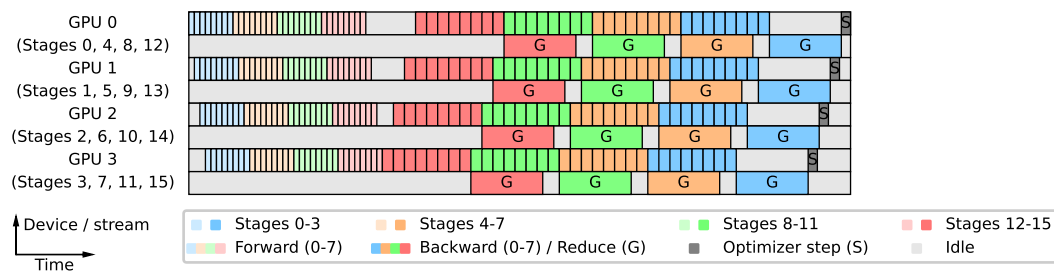 GPU 0 S
(Stages 0, 4, 8, 12) G G G G
GPU 1 S
(Stages 1, 5, 9, 13) G G G G
GPU 2 S
(Stages 2, 6, 10, 14) G G G G
GPU 3 S
(Stages 3, 7, 11, 15) G G G G
Device / stream
Time
Stages 0-3 Stages 4-7 Stages 8-11 Stages 12-15
Forward (0-7) Backward (0-7) / Reduce (G) Optimizer step (S) Idle